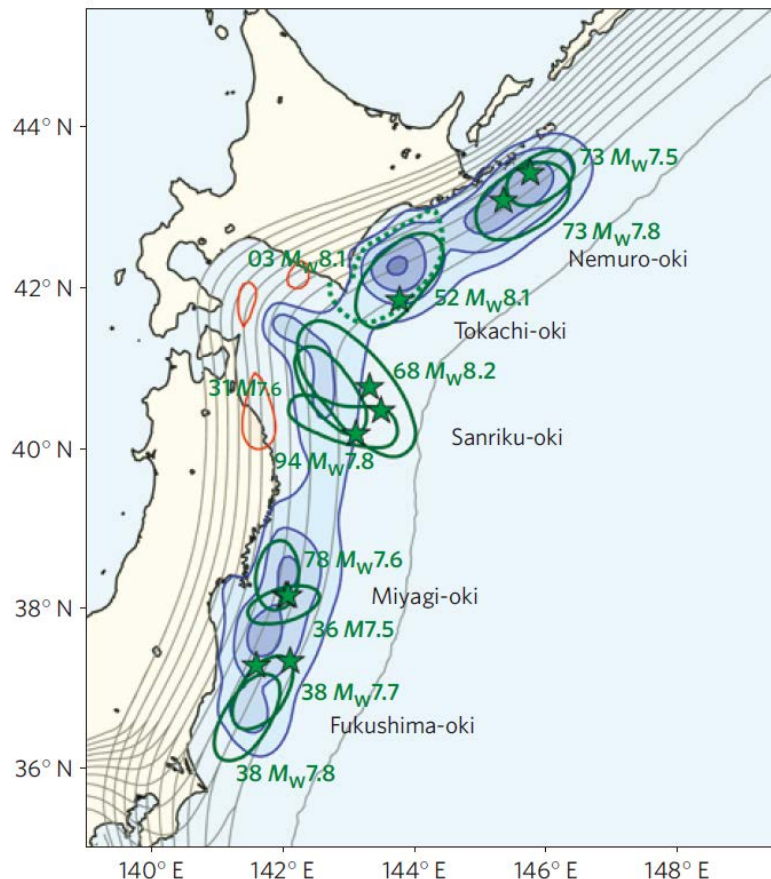 44° N
42° N
40° N
38° N
36° N
73 MW7.5
73 MW7.8
Nemuro-oki
03 MW8.1
52 MW8.1
Tokachi-oki
68 MW8.2
31 M7.6
Sanriku-oki
94 MW7.8
78 MW7.6
Miyagi-oki
36 M7.5
38 MW7.7
Fukushima-oki
38 MW7.8
140° E 142° E 144° E 146° E 148° E